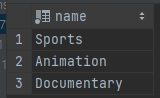 name
1 Sports
2 Animation
3 Documentary